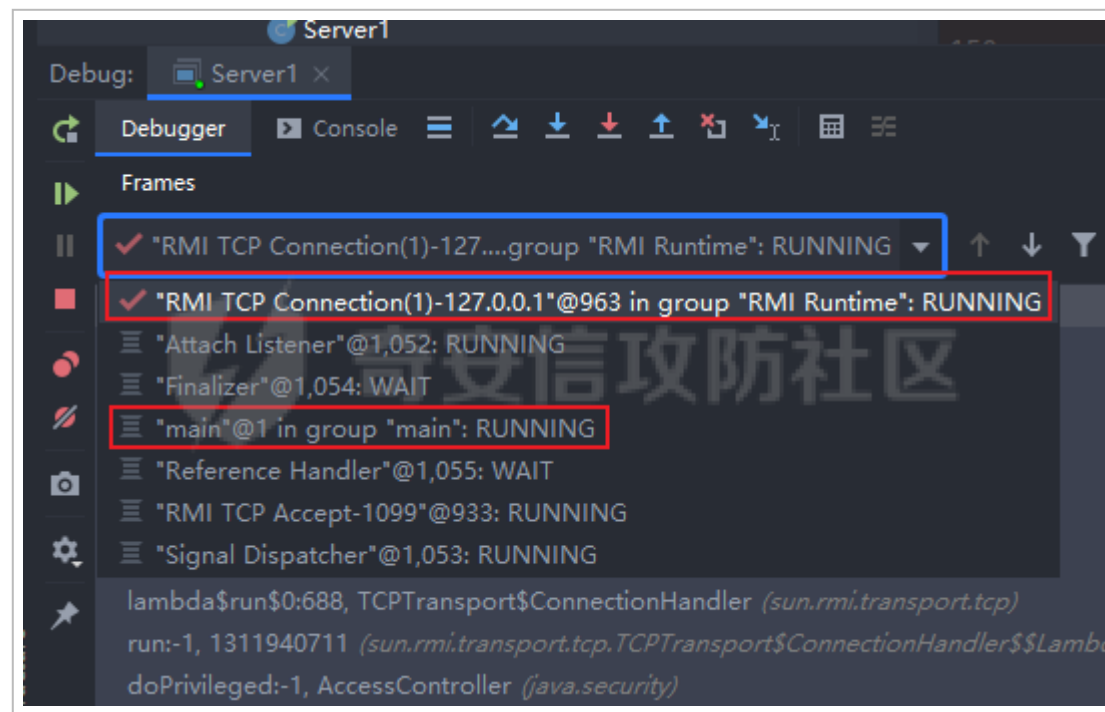 Server1
Debug: Server1
Debugger Console
Frames
"RMI TCP Connection(1)-127....group "RMI Runtime": RUNNING
"RMI TCP Connection(1)-127.0.0.1"@963 in group "RMI Runtime": RUNNING
"Attach Listener"@1,052: RUNNING
"Finalizer"@1,054: WAIT
奇安信攻防社区
"main"@1 in group "main": RUNNING
"Reference Handler"@1,055: WAIT
"RMI TCP Accept-1099"@933: RUNNING
"Signal Dispatcher"@1,053: RUNNING
lambda$run$0:688, TCPTransport$ConnectionHandler (sun.rmi.transport.tcp)
run:-1, 1311940711 (sun.rmi.transport.tcp.TCPTransport$ConnectionHandler$$Lambd
doPrivileged:-1, AccessController (java.security)